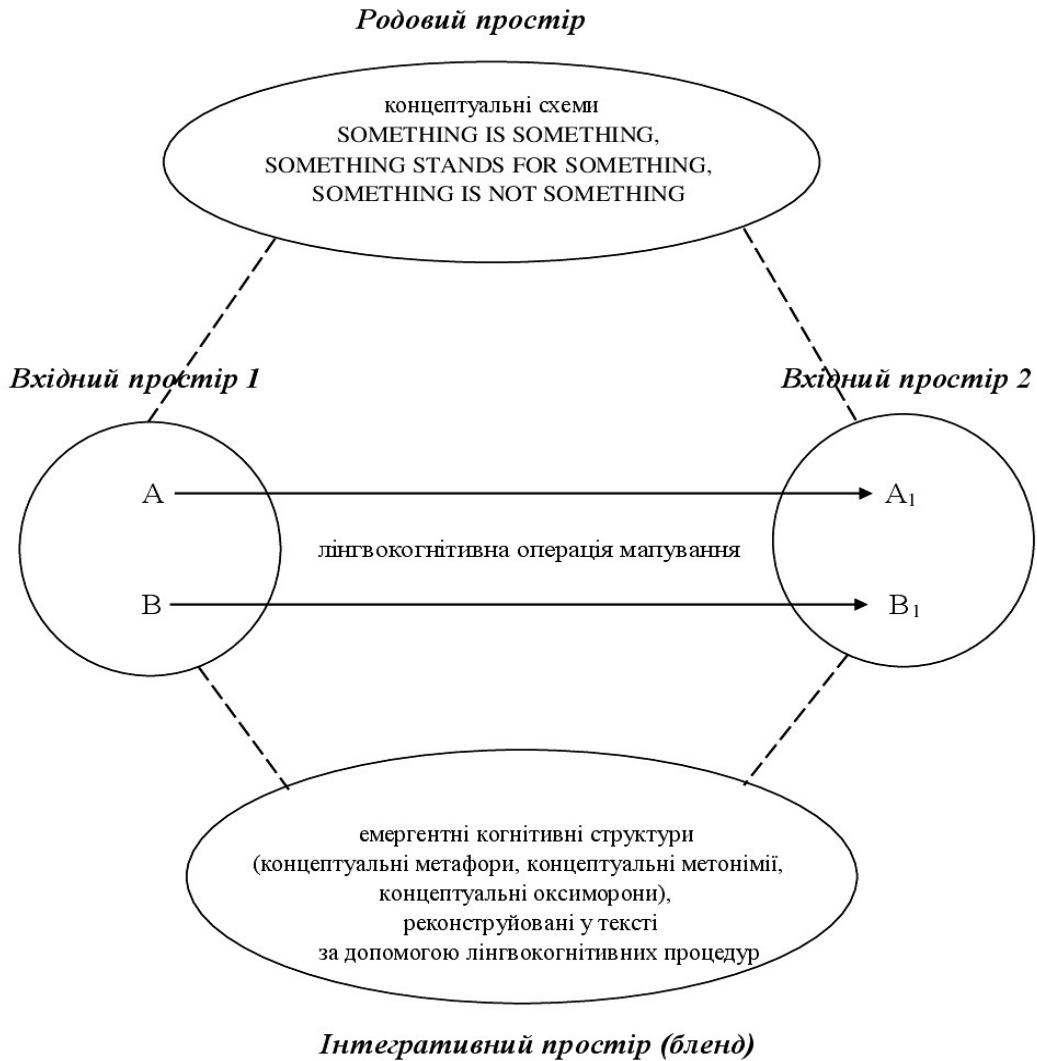 Родовий простір
концептуальні схеми
SOMETHING IS SOMETHING,
SOMETHING STANDS FOR SOMETHING,
SOMETHING IS NOT SOMETHING
Вхідний простір 1
Вхідний простір 2
A
A₁
лінгвокогнітивна операція мапування
B
B₁
емергентні когнітивні структури
(концептуальні метафори, концептуальні метонімії,
концептуальні оксиморони),
реконструйовані у тексті
за допомогою лінгвокогнітивних процедур
Інтегративний простір (бленд)